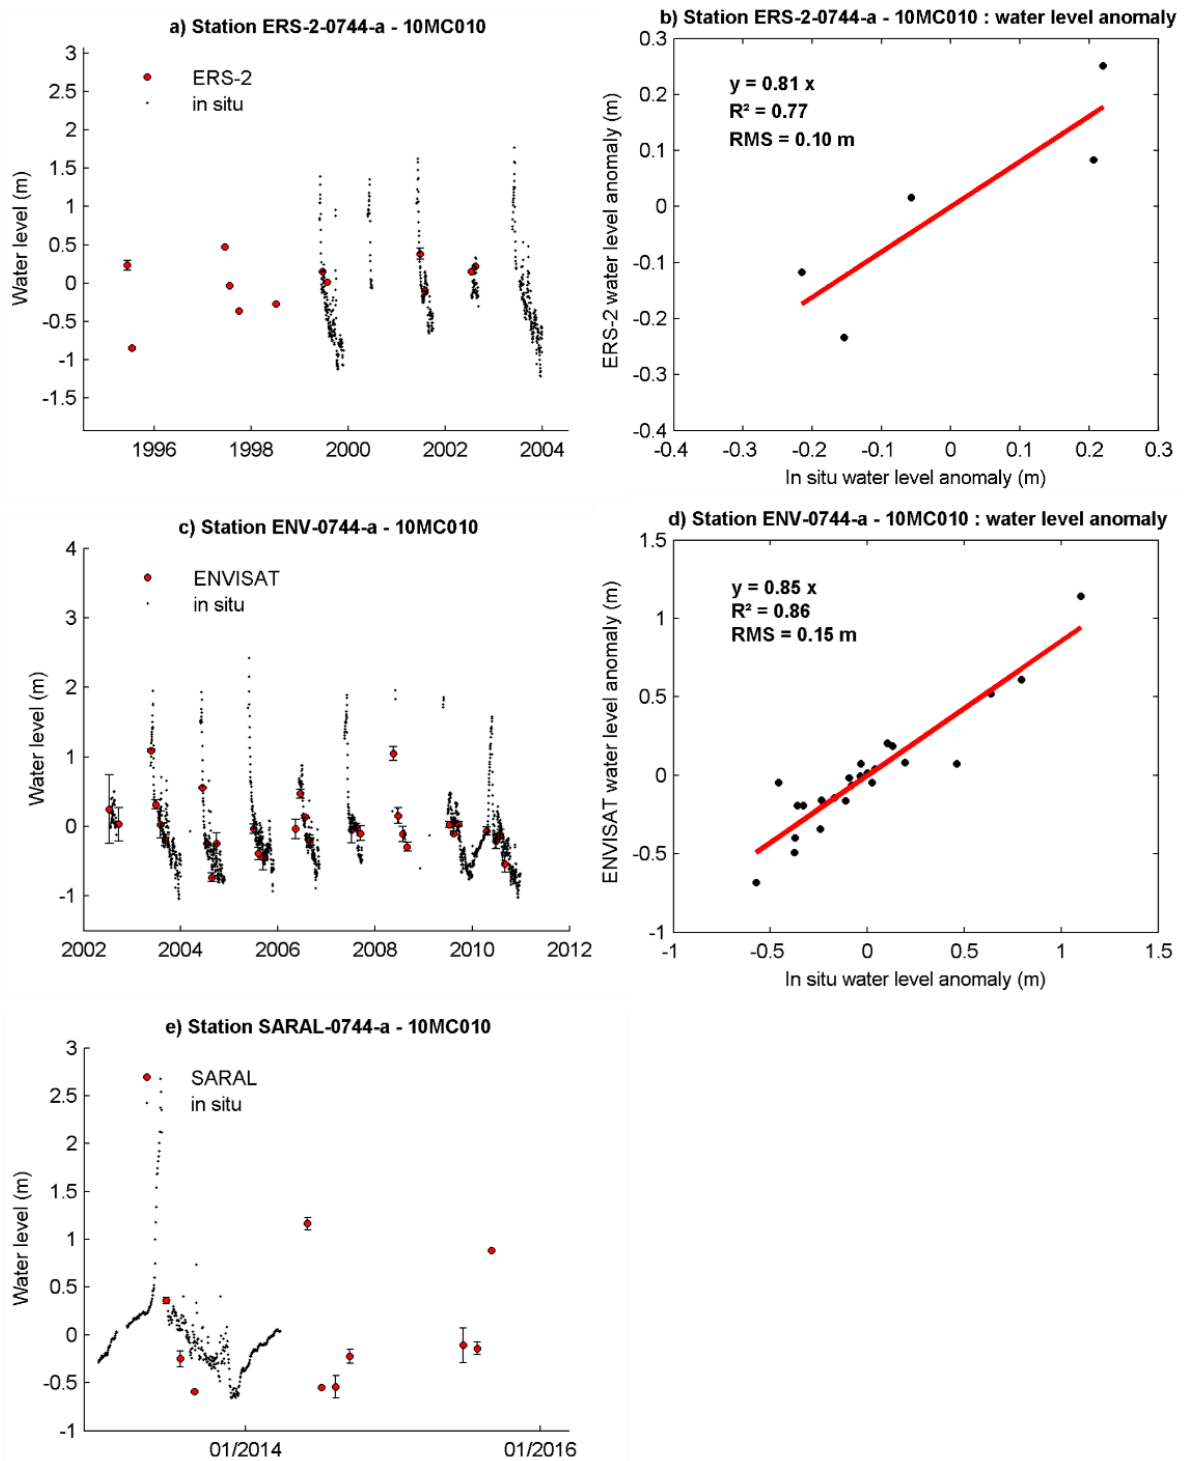 a) Station ERS-2-0744-a - 10MC010
3
2.5
2
1.5
1
0.5
0
-0.5
-1
-1.5
Water level (m)
ERS-2
in situ
1996
1998
2000
2002
2004
b) Station ERS-2-0744-a - 10MC010 : water level anomaly
0.3
0.2
0.1
0
-0.1
-0.2
-0.3
-0.4
ERS-2 water level anomaly (m)
y = 0.81 x
R² = 0.77
RMS = 0.10 m
-0.4
-0.3
-0.2
-0.1
0
0.1
0.2
0.3
In situ water level anomaly (m)
c) Station ENV-0744-a - 10MC010
4
3
2
1
0
-1
Water level (m)
ENVISAT
in situ
2002
2004
2006
2008
2010
2012
d) Station ENV-0744-a - 10MC010 : water level anomaly
1.5
1
0.5
0
-0.5
-1
ENVISAT water level anomaly (m)
y = 0.85 x
R² = 0.86
RMS = 0.15 m
-1
-0.5
0
0.5
1
1.5
In situ water level anomaly (m)
e) Station SARAL-0744-a - 10MC010
3
2.5
2
1.5
1
0.5
0
-0.5
-1
Water level (m)
SARAL
in situ
01/2014
01/2016